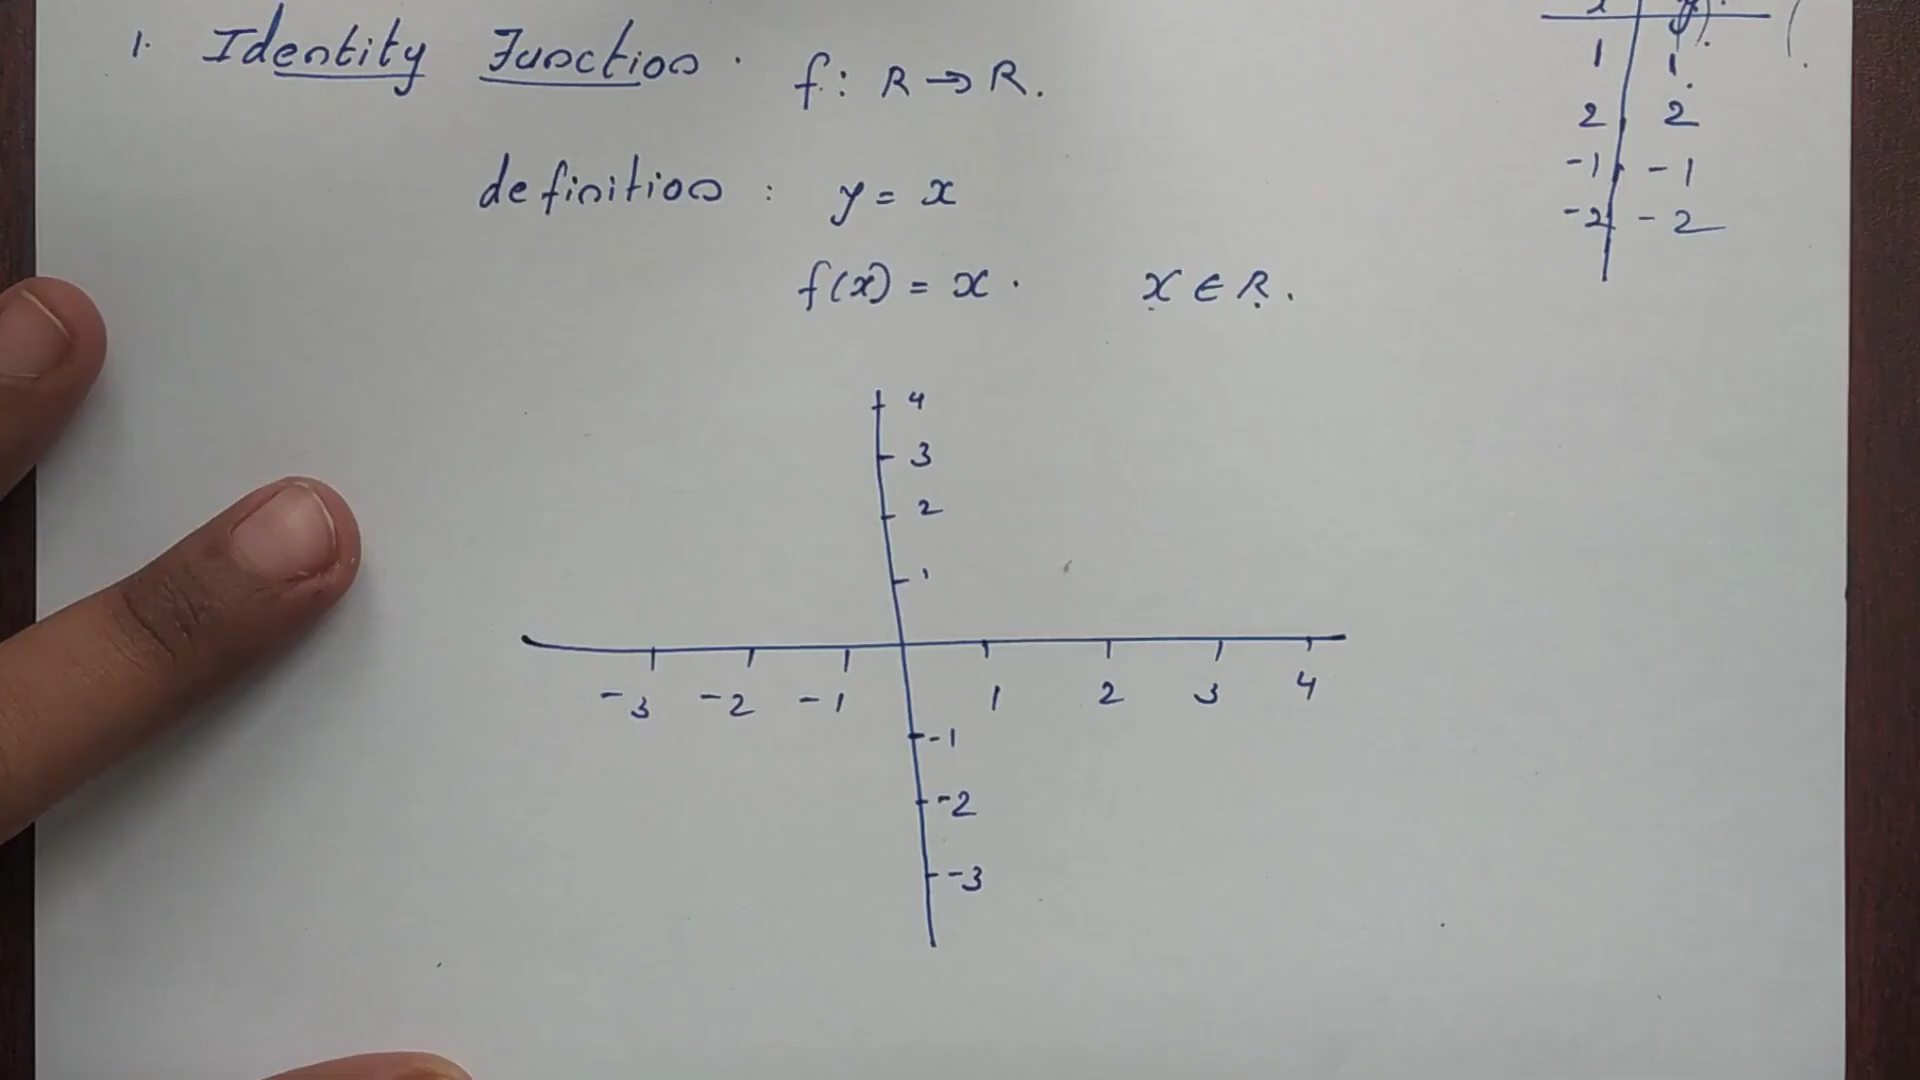 1. Identity Function. f: R → R.
definition : y = x
f(x) = x. x ∈ R.
x y
1 1
2 2
-1 -1
-2 -2
4
3
2
1
-3 -2 -1 1 2 3 4
-1
-2
-3